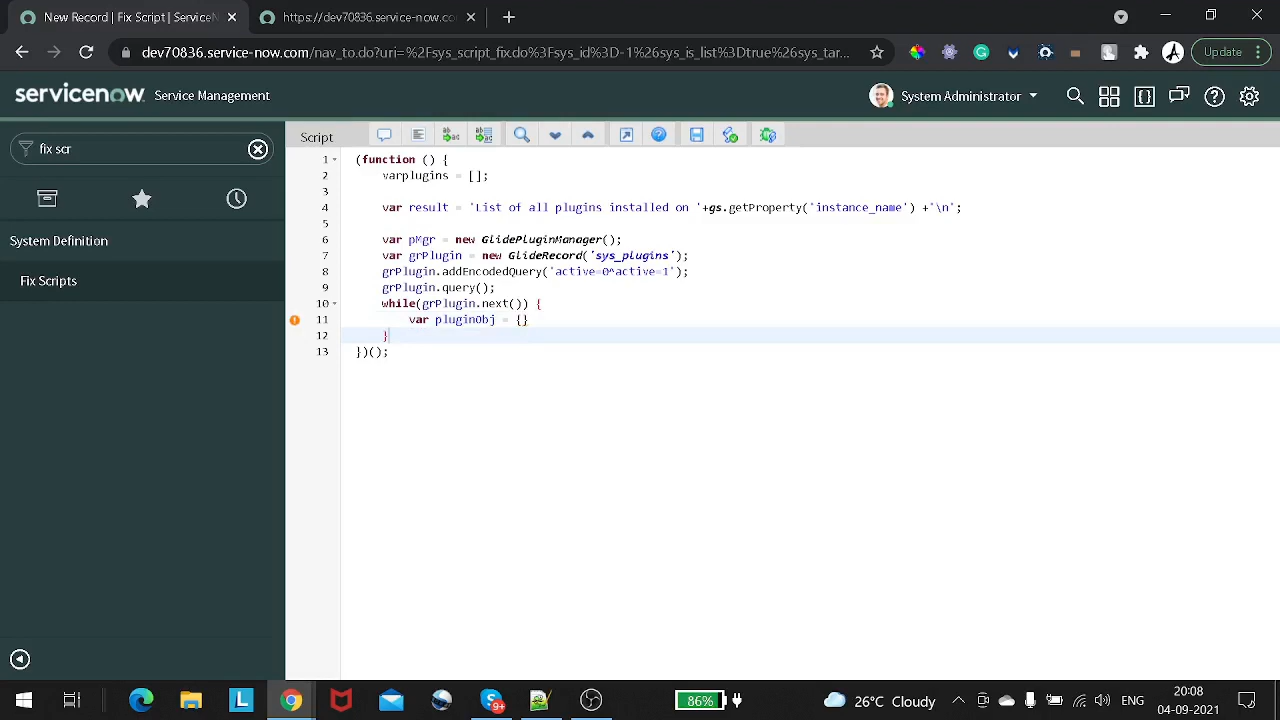 New Record | Fix Script | ServiceN
https://dev70836.service-now.co
dev70836.service-now.com/nav_to.do?uri=%2Fsys_script_fix.do%3Fsys_id%3D-1%26sys_is_list%3Dtrue%26sys_tar...
Update
servicenow Service Management
System Administrator
fix scr
System Definition
Fix Scripts
Script
1 (function () {
2 varplugins = [];
3
4 var result = 'List of all plugins installed on '+gs.getProperty('instance_name') +'\n';
5
6 var pMgr = new GlidePluginManager();
7 var grPlugin = new GlideRecord('sys_plugins');
8 grPlugin.addEncodedQuery('active=0^active=1');
9 grPlugin.query();
10 while(grPlugin.next()) {
11 var pluginObj = {}
12 }
13 })();
86%
26°C Cloudy
ENG
20:08
04-09-2021